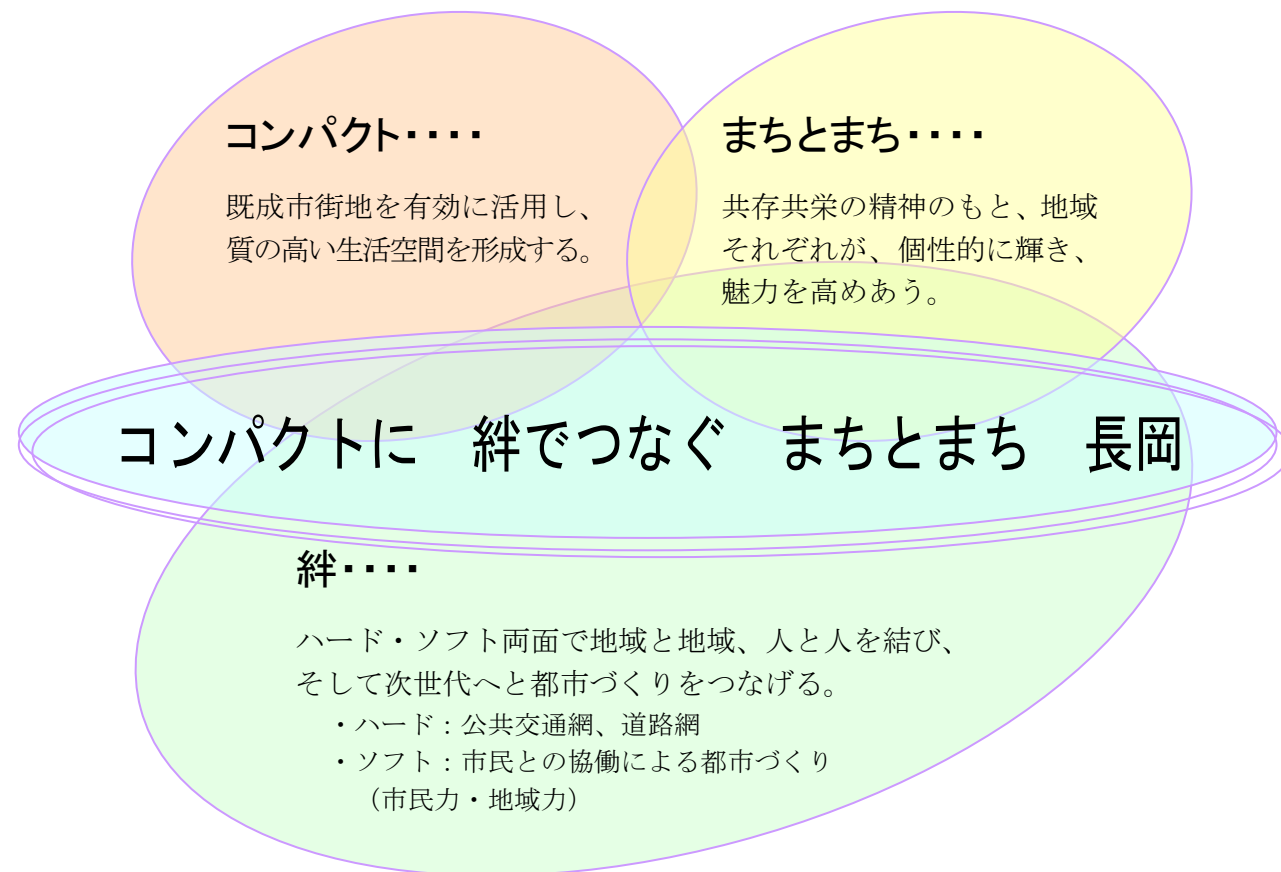 コンパクト････
既成市街地を有効に活用し、
質の高い生活空間を形成する。
まちとまち････
共存共栄の精神のもと、地域
それぞれが、個性的に輝き、
魅力を高めあう。
コンパクトに　絆でつなぐ　まちとまち　長岡
絆････
ハード・ソフト両面で地域と地域、人と人を結び、
そして次世代へと都市づくりをつなげる。
・ハード：公共交通網、道路網
・ソフト：市民との協働による都市づくり
（市民力・地域力）